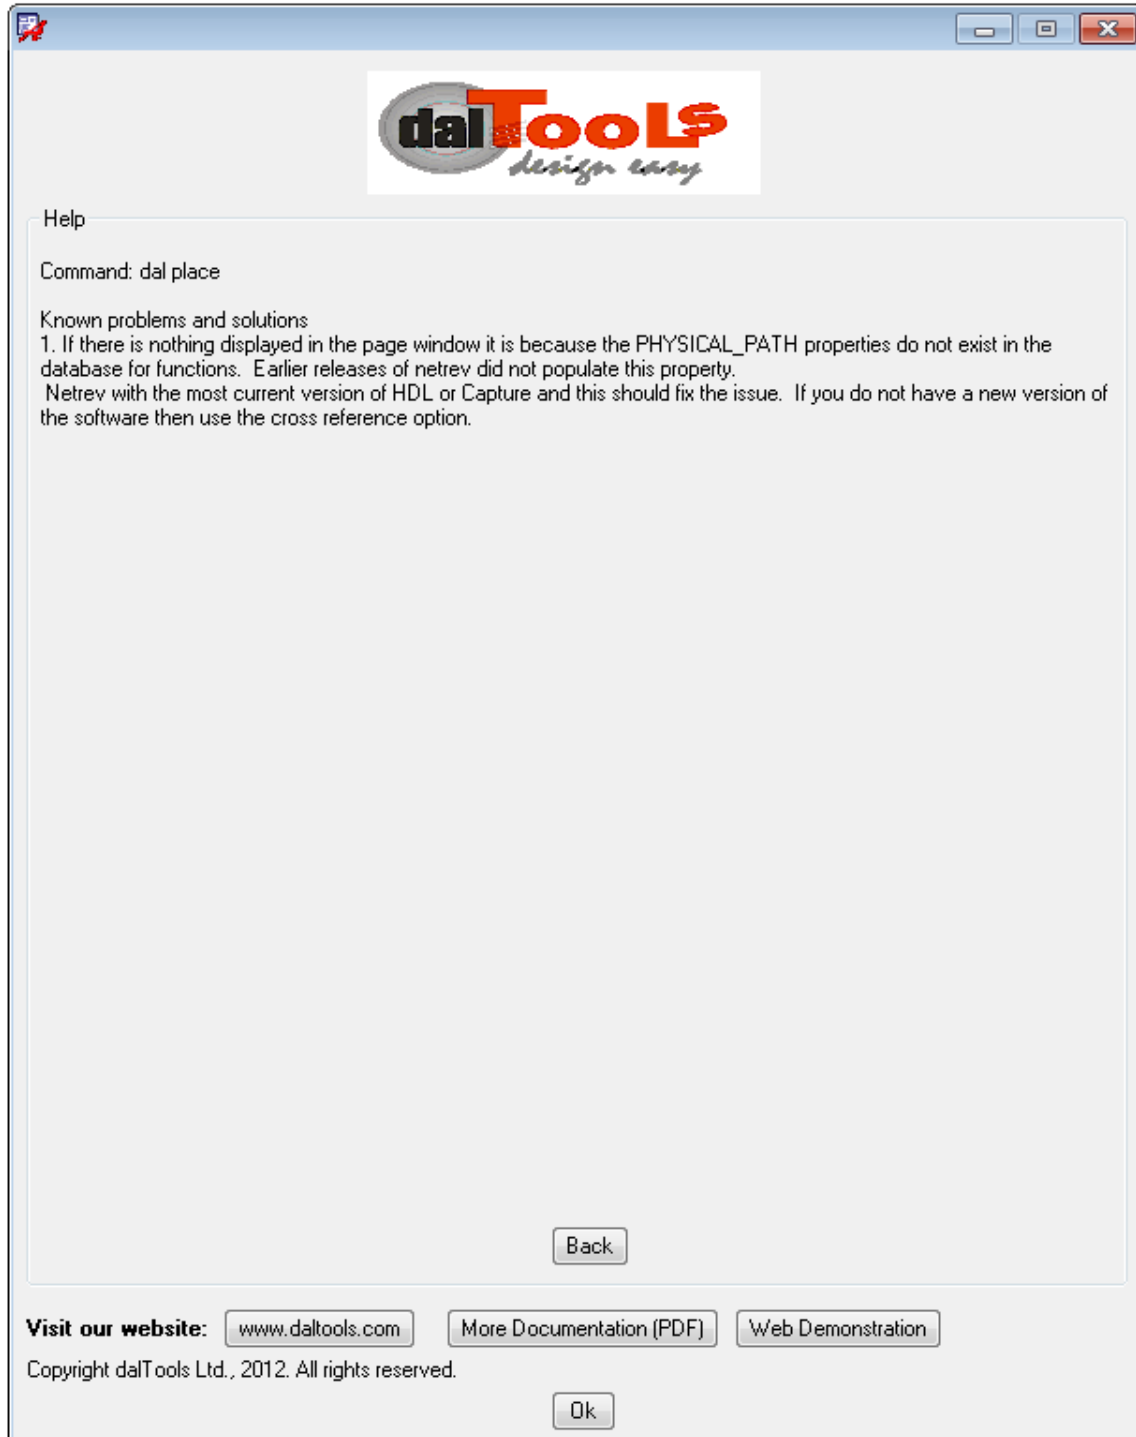 dalTooLs
design easy
Help
Command: dal place
Known problems and solutions
1. If there is nothing displayed in the page window it is because the PHYSICAL_PATH properties do not exist in the
database for functions.  Earlier releases of netrev did not populate this property.
Netrev with the most current version of HDL or Capture and this should fix the issue.  If you do not have a new version of
the software then use the cross reference option.
Back
Visit our website: www.daltools.com More Documentation (PDF) Web Demonstration
Copyright dalTools Ltd., 2012. All rights reserved.
Ok